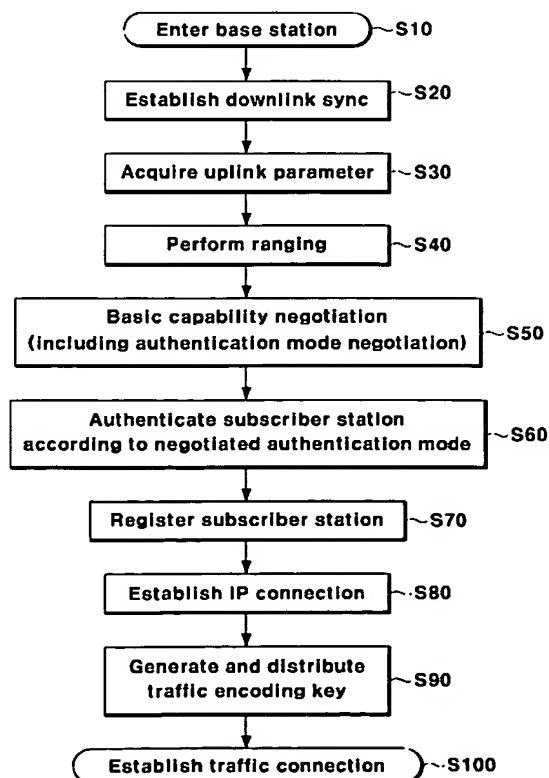 Enter base station
S10
Establish downlink sync
S20
Acquire uplink parameter
S30
Perform ranging
S40
Basic capability negotiation
(including authentication mode negotiation)
S50
Authenticate subscriber station
according to negotiated authentication mode
S60
Register subscriber station
S70
Establish IP connection
S80
Generate and distribute
traffic encoding key
S90
Establish traffic connection
S100